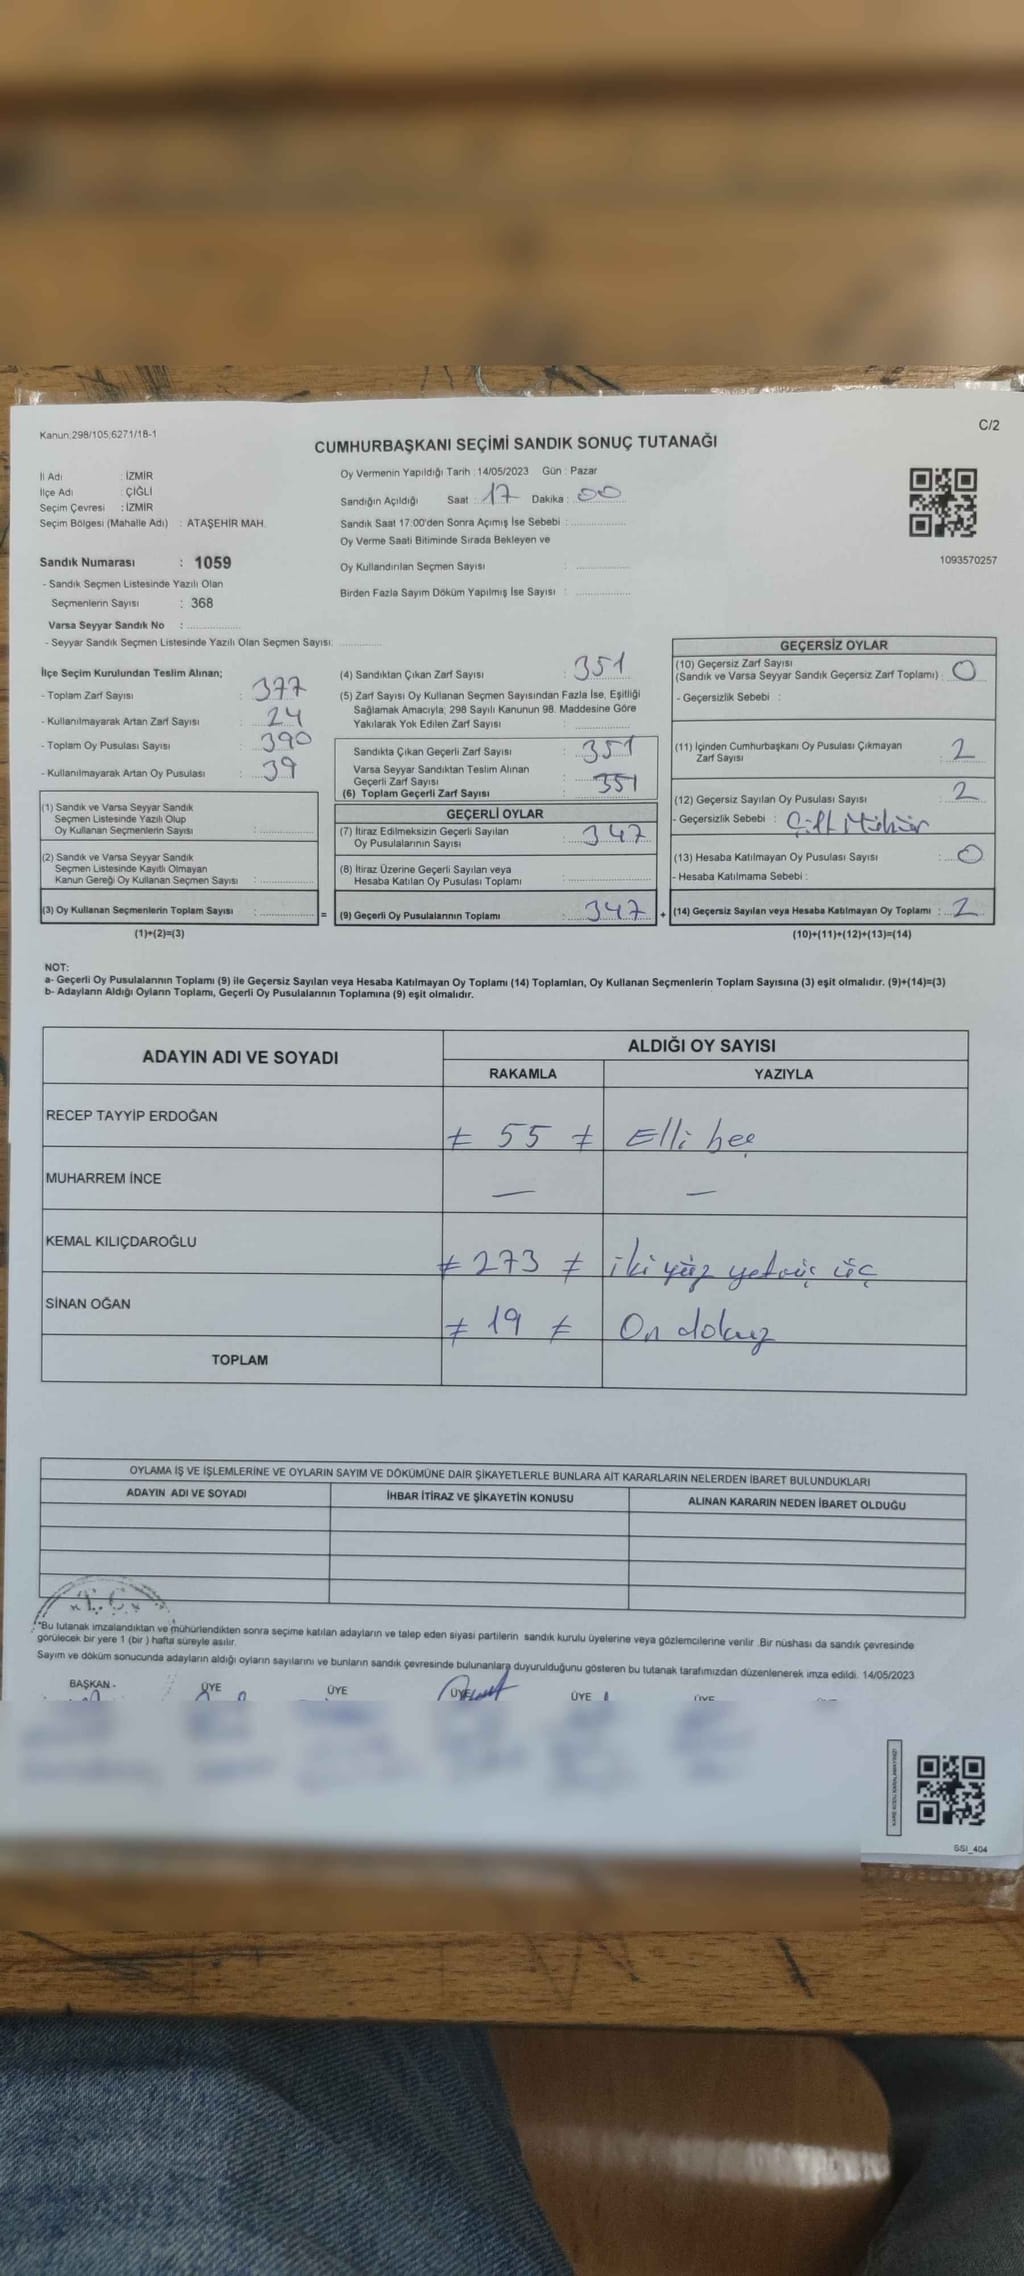 Kanun;298/105;6271/18-1
C/2
CUMHURBAŞKANI SEÇİMİ SANDIK SONUÇ TUTANAĞI
İl Adı : İZMİR
İlçe Adı : ÇİĞLİ
Seçim Çevresi : İZMİR
Seçim Bölgesi (Mahalle Adı) : ATAŞEHİR MAH.
Sandık Numarası : 1059
- Sandık Seçmen Listesinde Yazılı Olan
Seçmenlerin Sayısı : 368
Varsa Seyyar Sandık No :
- Seyyar Sandık Seçmen Listesinde Yazılı Olan Seçmen Sayısı:
Oy Vermenin Yapıldığı Tarih : 14/05/2023 Gün : Pazar
Sandığın Açıldığı Saat : 17 Dakika : 00
Sandık Saat 17:00'den Sonra Açımış İse Sebebi :
Oy Verme Saati Bitiminde Sırada Bekleyen ve
Oy Kullandırılan Seçmen Sayısı :
Birden Fazla Sayım Döküm Yapılmış İse Sayısı :
1093570257
İlçe Seçim Kurulundan Teslim Alınan;
- Toplam Zarf Sayısı : 377
- Kullanılmayarak Artan Zarf Sayısı : 24
- Toplam Oy Pusulası Sayısı : 390
- Kullanılmayarak Artan Oy Pusulası : 39
(1) Sandık ve Varsa Seyyar Sandık
Seçmen Listesinde Yazılı Olup
Oy Kullanan Seçmenlerin Sayısı :
(2) Sandık ve Varsa Seyyar Sandık
Seçmen Listesinde Kayıtlı Olmayan
Kanun Gereği Oy Kullanan Seçmen Sayısı :
(3) Oy Kullanan Seçmenlerin Toplam Sayısı :
(1)+(2)=(3)
(4) Sandıktan Çıkan Zarf Sayısı : 351
(5) Zarf Sayısı Oy Kullanan Seçmen Sayısından Fazla İse, Eşitliği
Sağlamak Amacıyla; 298 Sayılı Kanunun 98. Maddesine Göre
Yakılarak Yok Edilen Zarf Sayısı :
Sandıkta Çıkan Geçerli Zarf Sayısı : 351
Varsa Seyyar Sandıktan Teslim Alınan
Geçerli Zarf Sayısı :
(6) Toplam Geçerli Zarf Sayısı : 351
GEÇERLİ OYLAR
(7) İtiraz Edilmeksizin Geçerli Sayılan
Oy Pusulalarının Sayısı : 347
(8) İtiraz Üzerine Geçerli Sayılan veya
Hesaba Katılan Oy Pusulası Toplamı :
= (9) Geçerli Oy Pusulalarının Toplamı : 347 +
GEÇERSİZ OYLAR
(10) Geçersiz Zarf Sayısı
(Sandık ve Varsa Seyyar Sandık Geçersiz Zarf Toplamı) : 0
- Geçersizlik Sebebi :
(11) İçinden Cumhurbaşkanı Oy Pusulası Çıkmayan
Zarf Sayısı : 2
(12) Geçersiz Sayılan Oy Pusulası Sayısı : 2
- Geçersizlik Sebebi : Çift Mühür
(13) Hesaba Katılmayan Oy Pusulası Sayısı : 0
- Hesaba Katılmama Sebebi :
(14) Geçersiz Sayılan veya Hesaba Katılmayan Oy Toplamı : 2
(10)+(11)+(12)+(13)=(14)
NOT:
a- Geçerli Oy Pusulalarının Toplamı (9) ile Geçersiz Sayılan veya Hesaba Katılmayan Oy Toplamı (14) Toplamları, Oy Kullanan Seçmenlerin Toplam Sayısına (3) eşit olmalıdır. (9)+(14)=(3)
b- Adayların Aldığı Oyların Toplamı, Geçerli Oy Pusulalarının Toplamına (9) eşit olmalıdır.
ADAYIN ADI VE SOYADI
ALDIĞI OY SAYISI
RAKAMLA YAZIYLA
RECEP TAYYİP ERDOĞAN ≠ 55 ≠ Elli beş
MUHARREM İNCE — —
KEMAL KILIÇDAROĞLU ≠ 273 ≠ iki yüz yetmiş üç
SİNAN OĞAN ≠ 19 ≠ On dokuz
TOPLAM
OYLAMA İŞ VE İŞLEMLERİNE VE OYLARIN SAYIM VE DÖKÜMÜNE DAİR ŞİKAYETLERLE BUNLARA AİT KARARLARIN NELERDEN İBARET BULUNDUKLARI
ADAYIN ADI VE SOYADI İHBAR İTİRAZ VE ŞİKAYETİN KONUSU ALINAN KARARIN NEDEN İBARET OLDUĞU
T.C.
*Bu tutanak imzalandıktan ve mühürlendikten sonra seçime katılan adayların ve talep eden siyasi partilerin sandık kurulu üyelerine veya gözlemcilerine verilir .Bir nüshası da sandık çevresinde
görülecek bir yere 1 (bir ) hafta süreyle asılır.
Sayım ve döküm sonucunda adayların aldığı oyların sayılarını ve bunların sandık çevresinde bulunanlara duyurulduğunu gösteren bu tutanak tarafımızdan düzenlenerek imza edildi. 14/05/2023
BAŞKAN ÜYE ÜYE ÜYE ÜYE ÜYE
SSI_404